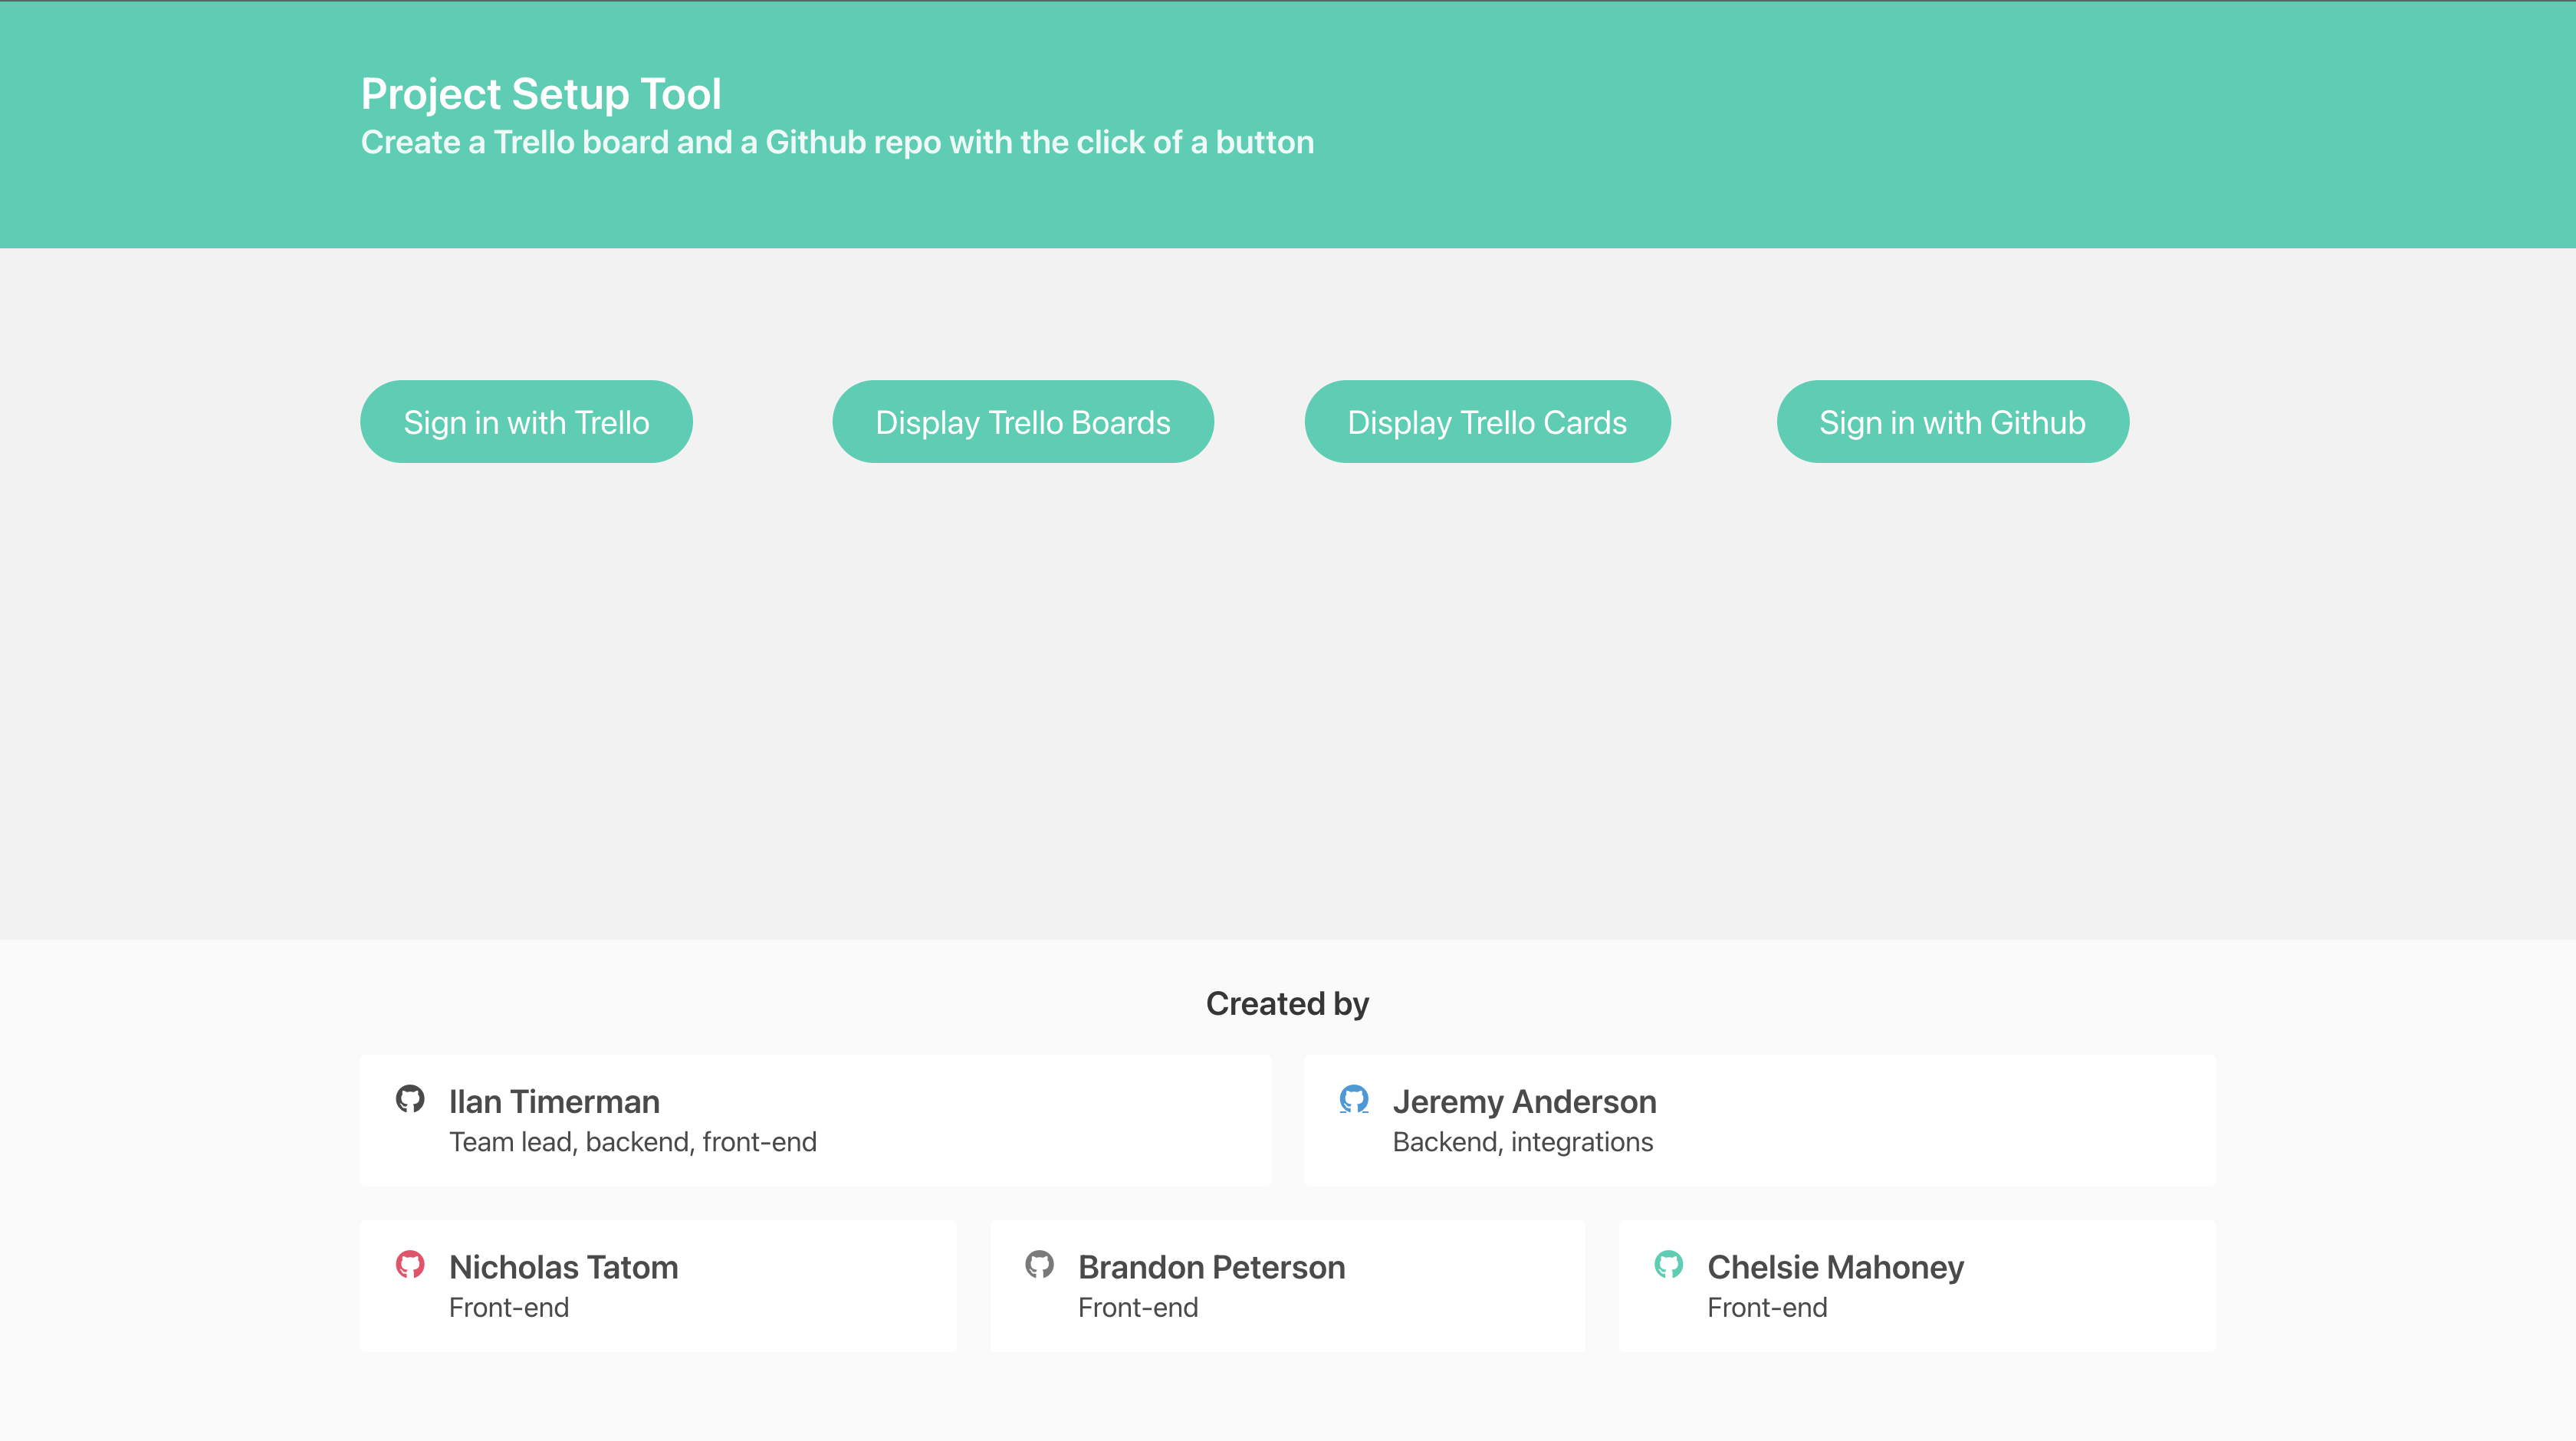 Project Setup Tool
Create a Trello board and a Github repo with the click of a button
Sign in with Trello
Display Trello Boards
Display Trello Cards
Sign in with Github
Created by
Ilan Timerman
Team lead, backend, front-end
Jeremy Anderson
Backend, integrations
Nicholas Tatom
Front-end
Brandon Peterson
Front-end
Chelsie Mahoney
Front-end